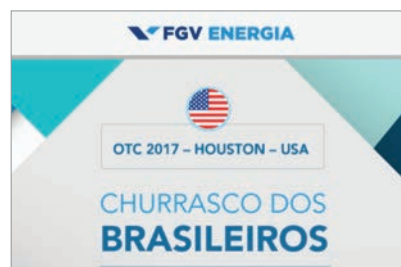 FGV ENERGIA
OTC 2017 – HOUSTON – USA
CHURRASCO DOS
BRASILEIROS